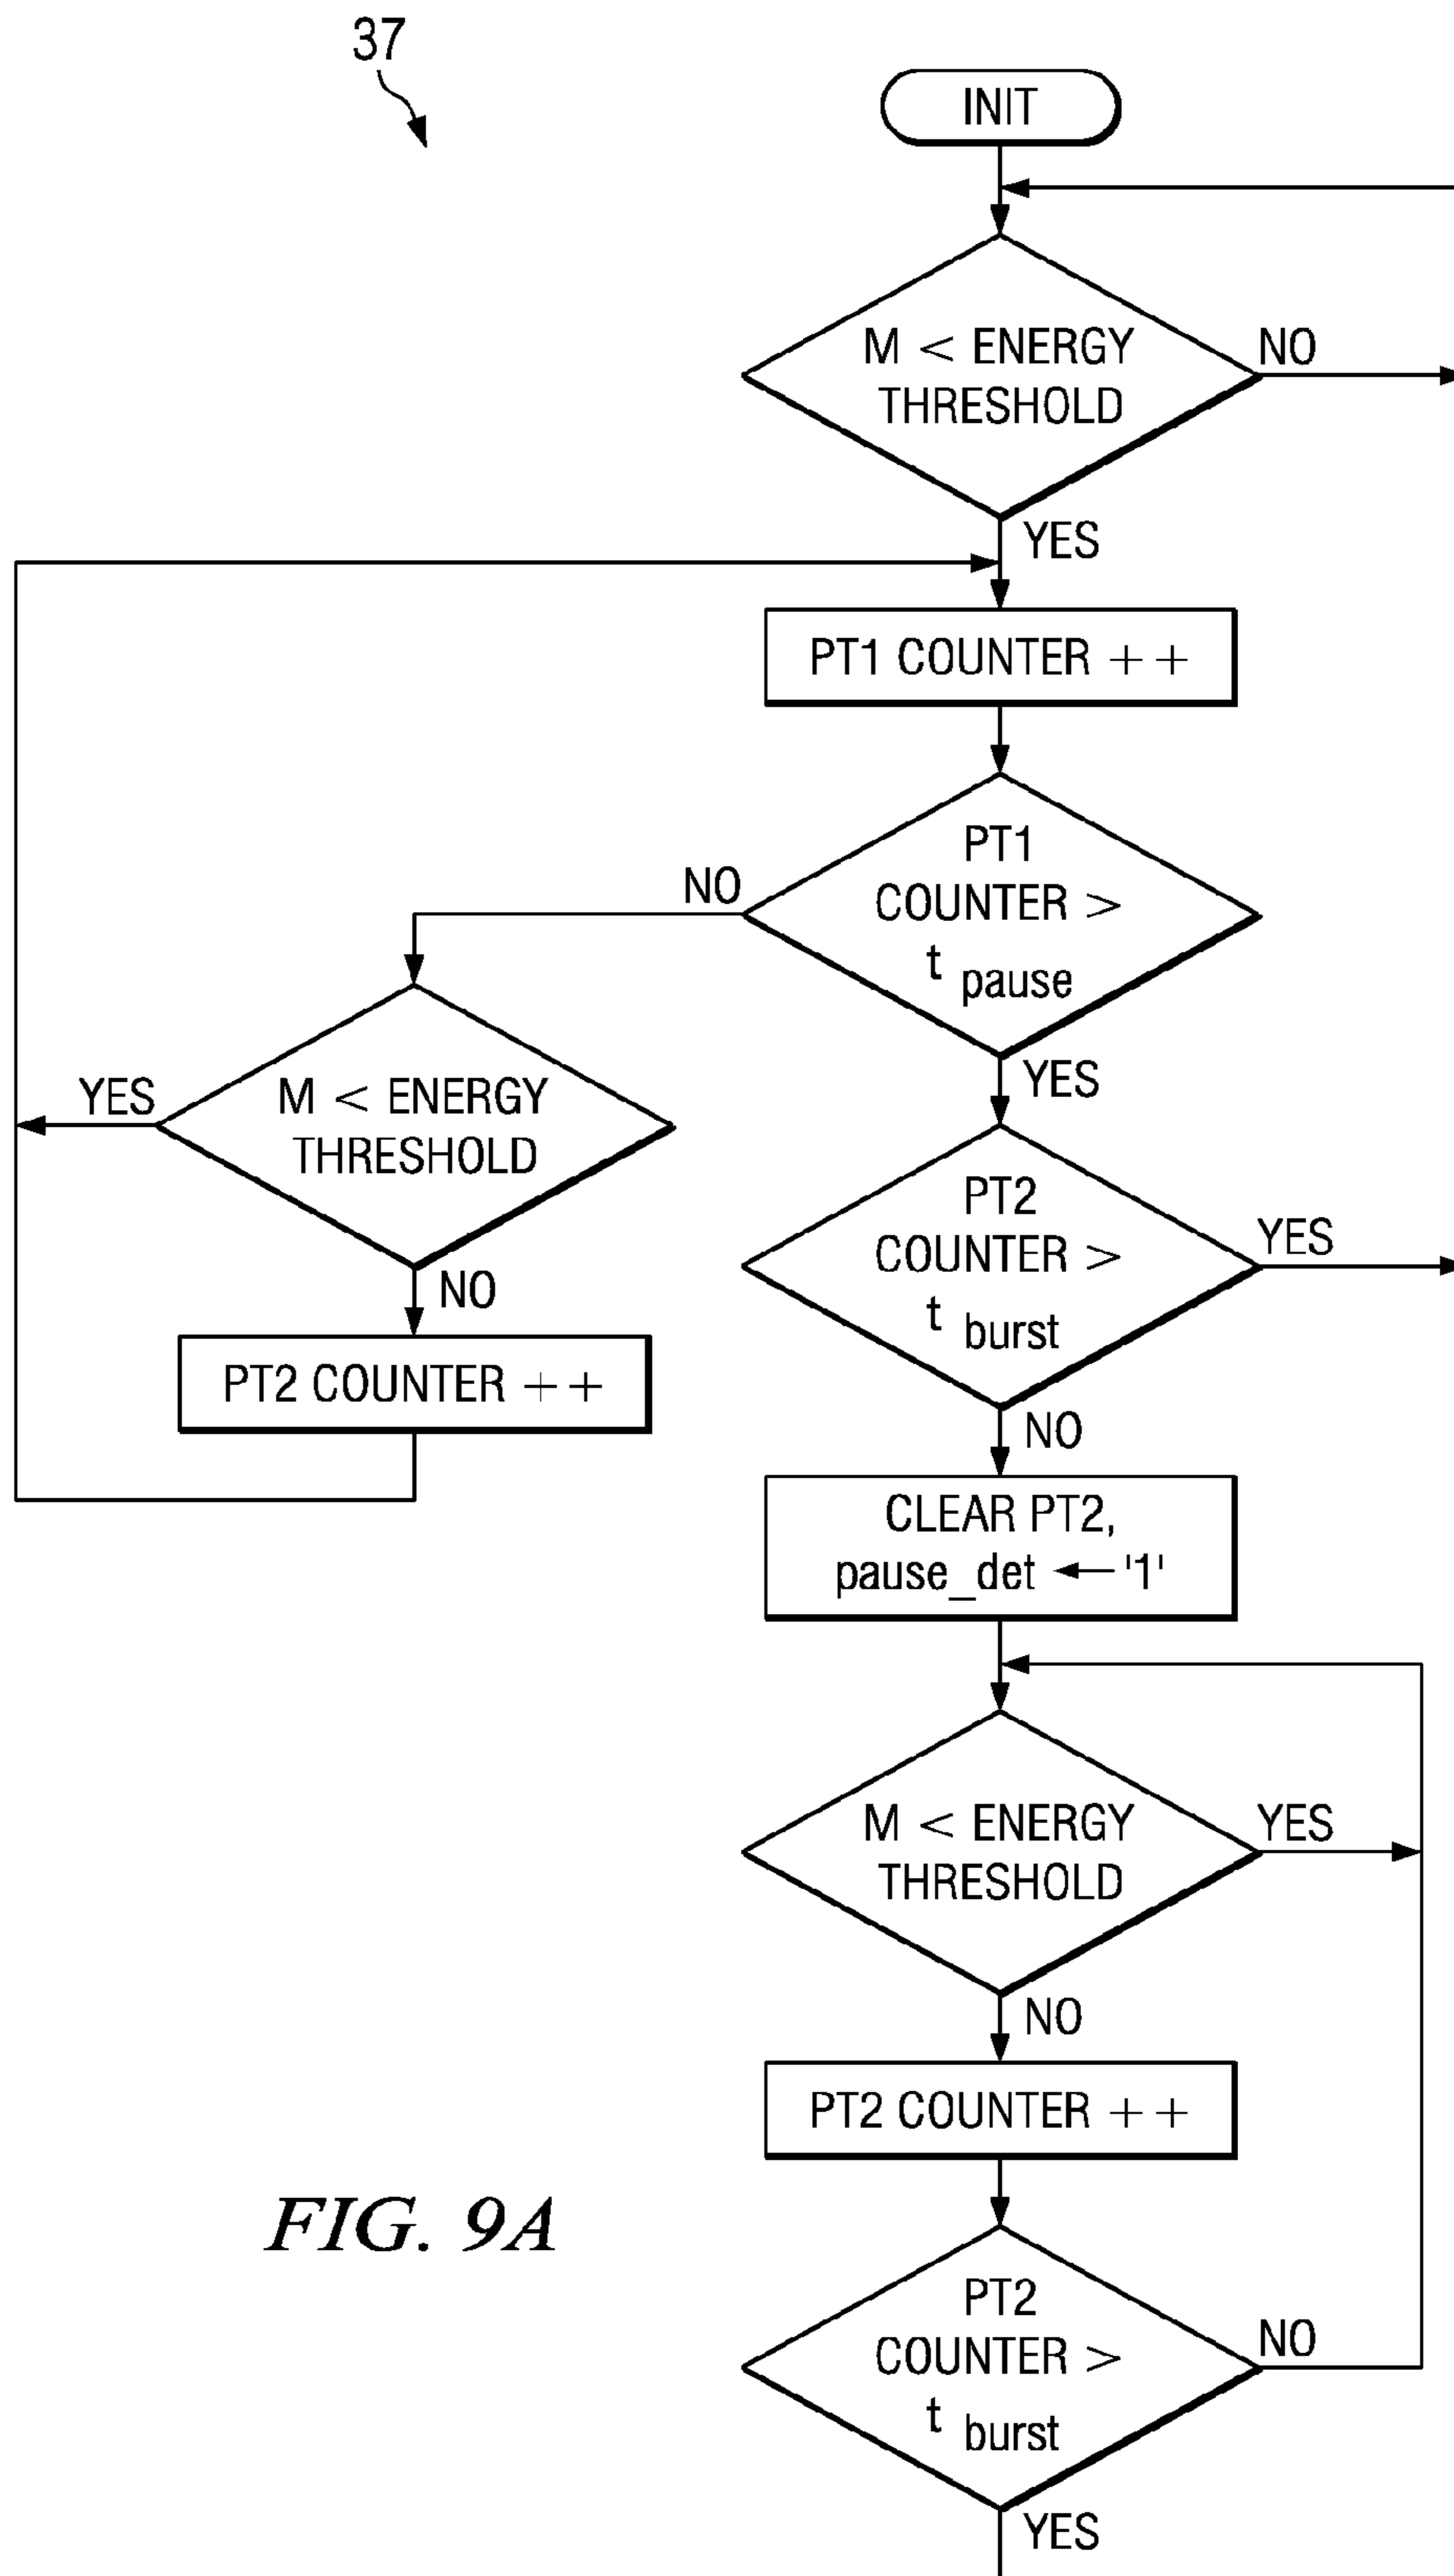 37
INIT
M < ENERGY
THRESHOLD
NO
YES
PT1 COUNTER ++
PT1
COUNTER >
t pause
NO
YES
M < ENERGY
THRESHOLD
YES
NO
PT2 COUNTER ++
PT2
COUNTER >
t burst
YES
NO
CLEAR PT2,
pause_det ← '1'
M < ENERGY
THRESHOLD
YES
NO
PT2 COUNTER ++
PT2
COUNTER >
t burst
NO
YES
FIG. 9A